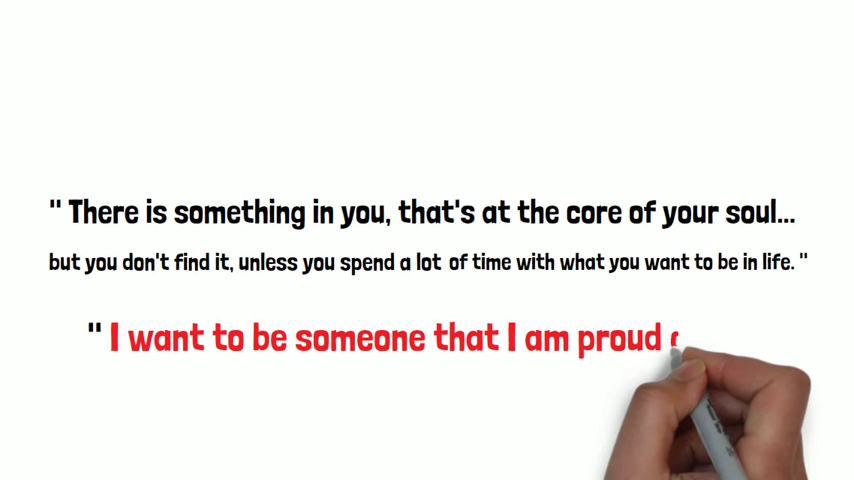 " There is something in you, that's at the core of your soul...
but you don't find it, unless you spend a lot of time with what you want to be in life. "
" I want to be someone that I am proud